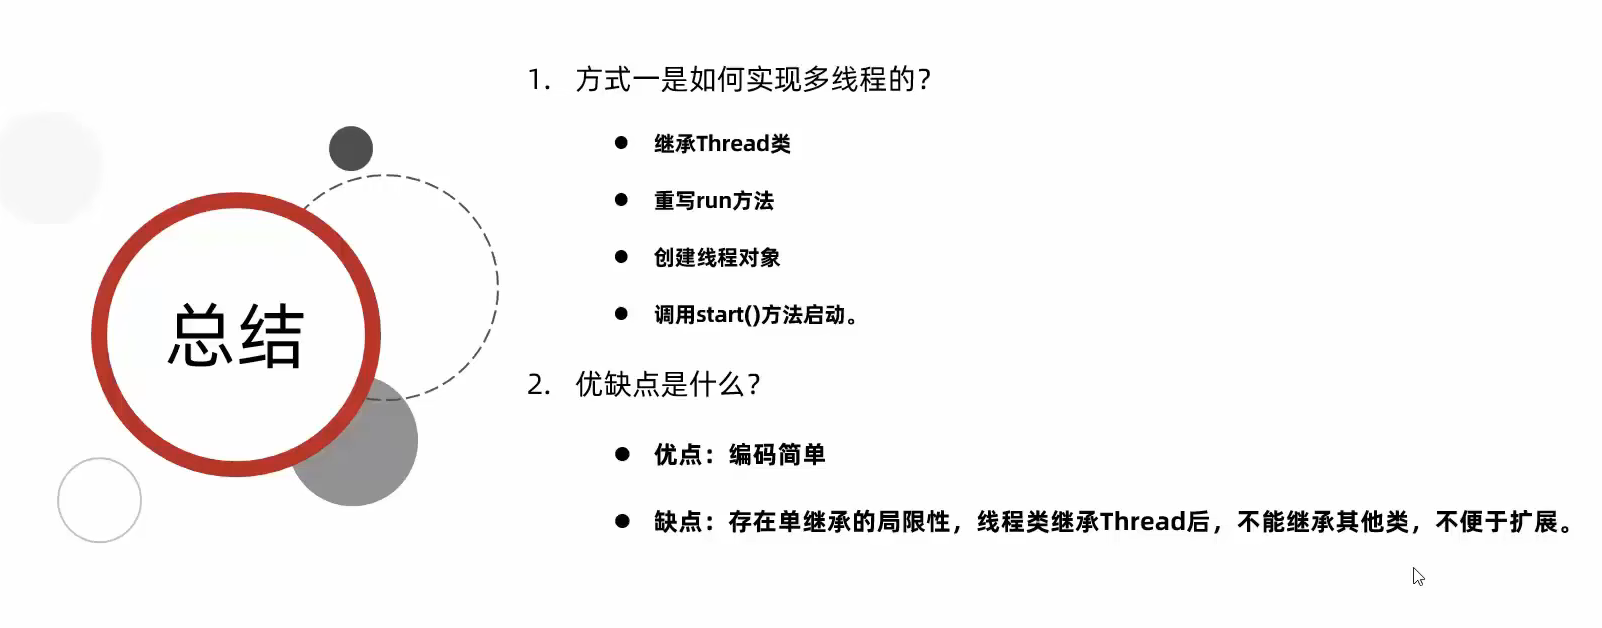 总结
1. 方式一是如何实现多线程的？
● 继承Thread类
● 重写run方法
● 创建线程对象
● 调用start()方法启动。
2. 优缺点是什么？
● 优点：编码简单
● 缺点：存在单继承的局限性，线程类继承Thread后，不能继承其他类，不便于扩展。